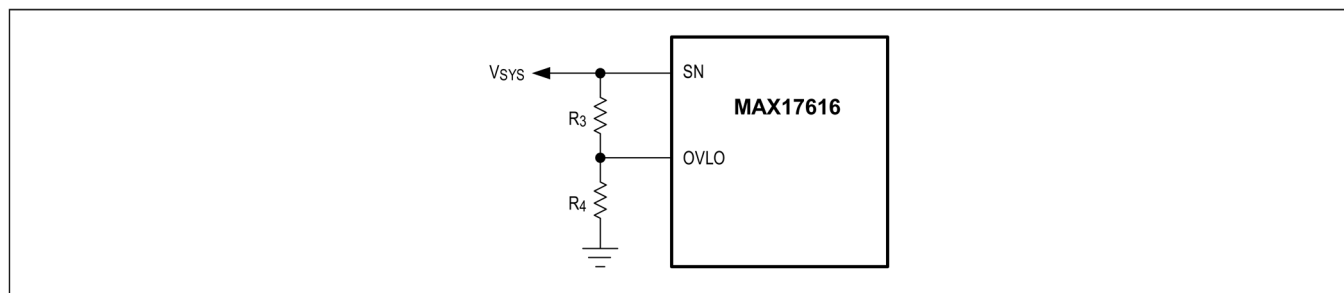 VSYS
SN
MAX17616
R3
OVLO
R4